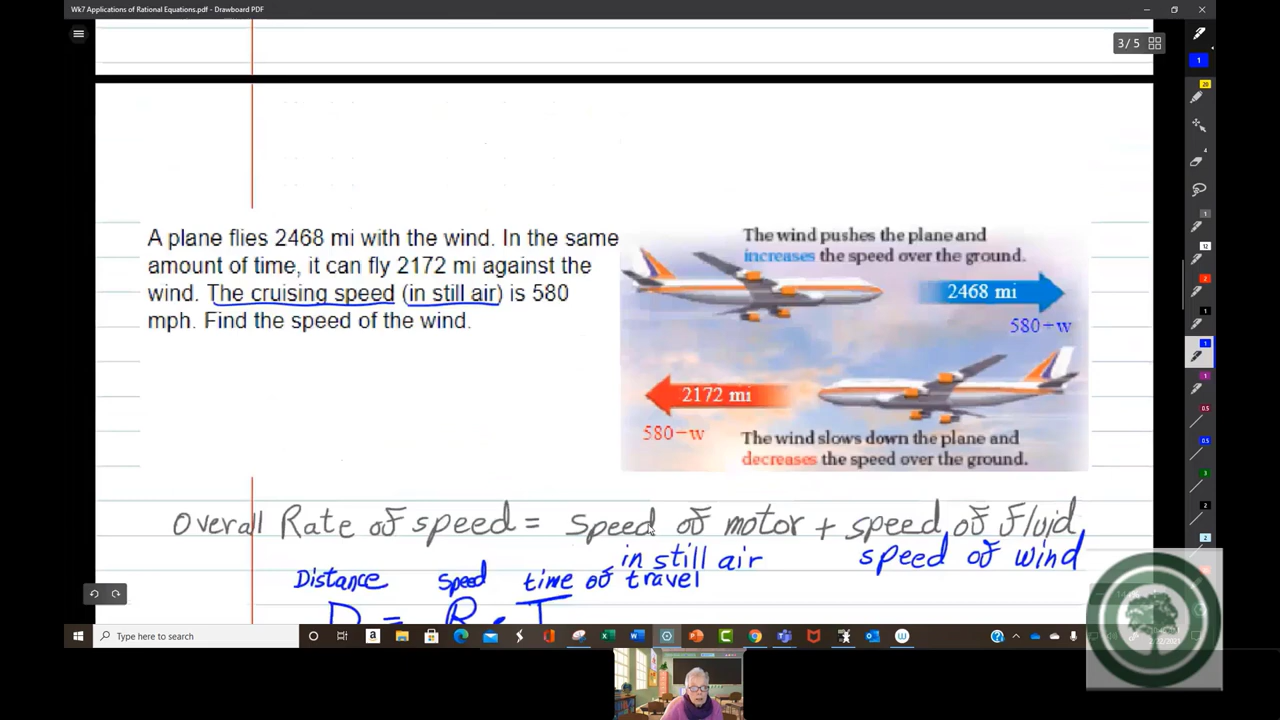 Wk7 Applications of Rational Equations.pdf - Drawboard PDF
3 / 5
A plane flies 2468 mi with the wind. In the same
amount of time, it can fly 2172 mi against the
wind. The cruising speed (in still air) is 580
mph. Find the speed of the wind.
The wind pushes the plane and
increases the speed over the ground.
2468 mi
580+w
2172 mi
580-w
The wind slows down the plane and
decreases the speed over the ground.
Overall Rate of speed = speed of motor + speed of fluid
in still air speed of wind
Distance speed time of travel
D = R • T
Type here to search